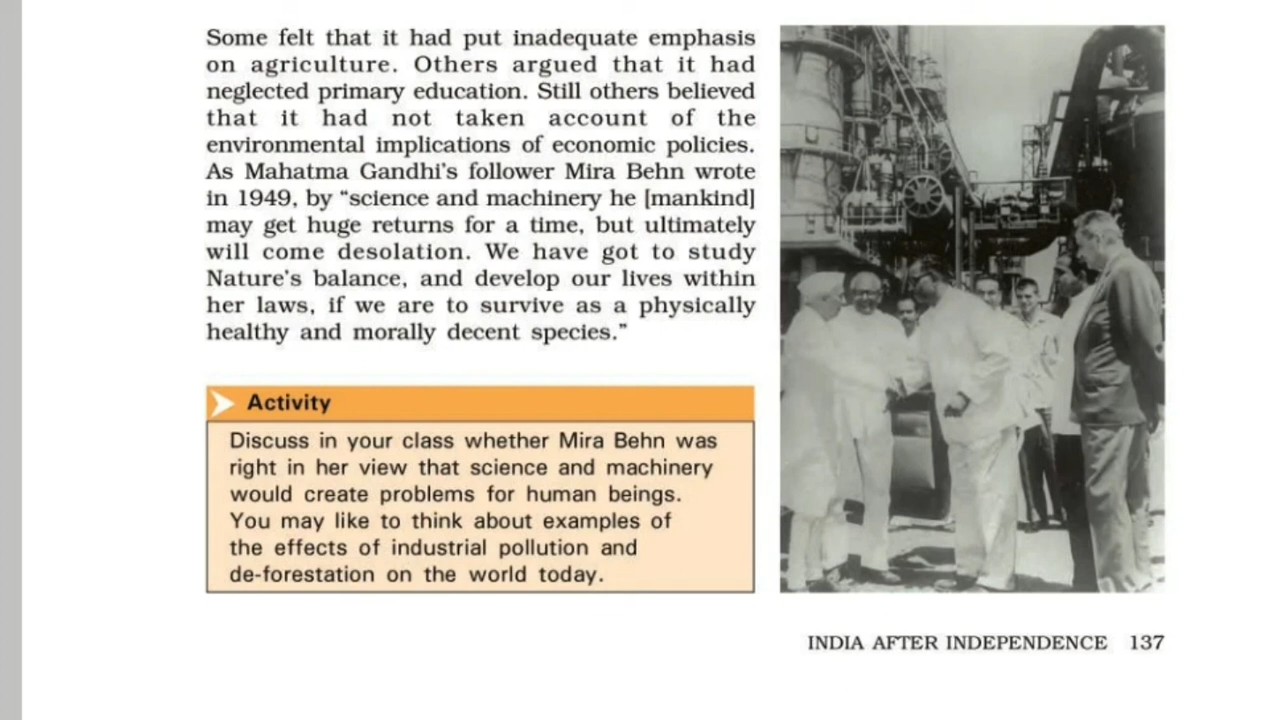 Some felt that it had put inadequate emphasis
on agriculture. Others argued that it had
neglected primary education. Still others believed
that it had not taken account of the
environmental implications of economic policies.
As Mahatma Gandhi's follower Mira Behn wrote
in 1949, by “science and machinery he [mankind]
may get huge returns for a time, but ultimately
will come desolation. We have got to study
Nature's balance, and develop our lives within
her laws, if we are to survive as a physically
healthy and morally decent species.”
Activity
Discuss in your class whether Mira Behn was
right in her view that science and machinery
would create problems for human beings.
You may like to think about examples of
the effects of industrial pollution and
de-forestation on the world today.
INDIA AFTER INDEPENDENCE 137